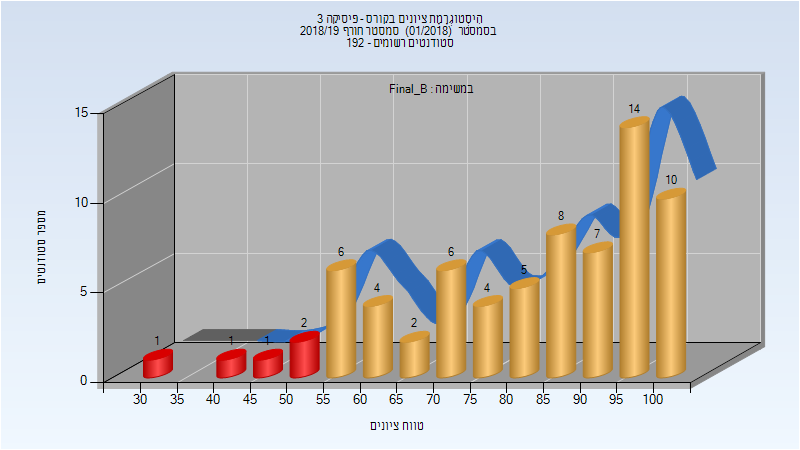 היסטוגרמת ציונים בקורס - פיסיקה 3
בסמסטר (01/2018) סמסטר חורף 2018/19
סטודנטים רשומים - 192
במשימה : Final_B
מספר סטודנטים
15
10
5
0
1
1
1
2
6
4
2
6
4
5
8
7
14
10
30 35 40 45 50 55 60 65 70 75 80 85 90 95 100
טווח ציונים